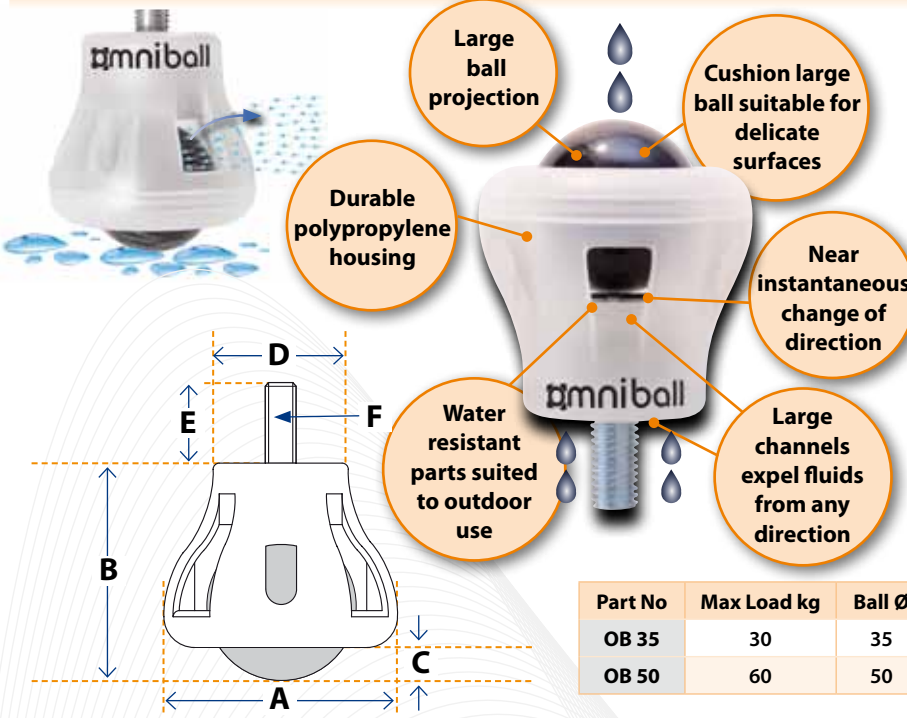 omniball
Large
ball
projection
Cushion large
ball suitable for
delicate
surfaces
Durable
polypropylene
housing
Near
instantaneous
change of
direction
omniball
Water
resistant
parts suited
to outdoor
use
Large
channels
expel fluids
from any
direction
D
E
F
B
C
A
Part No Max Load kg Ball Ø
OB 35 30 35
OB 50 60 50